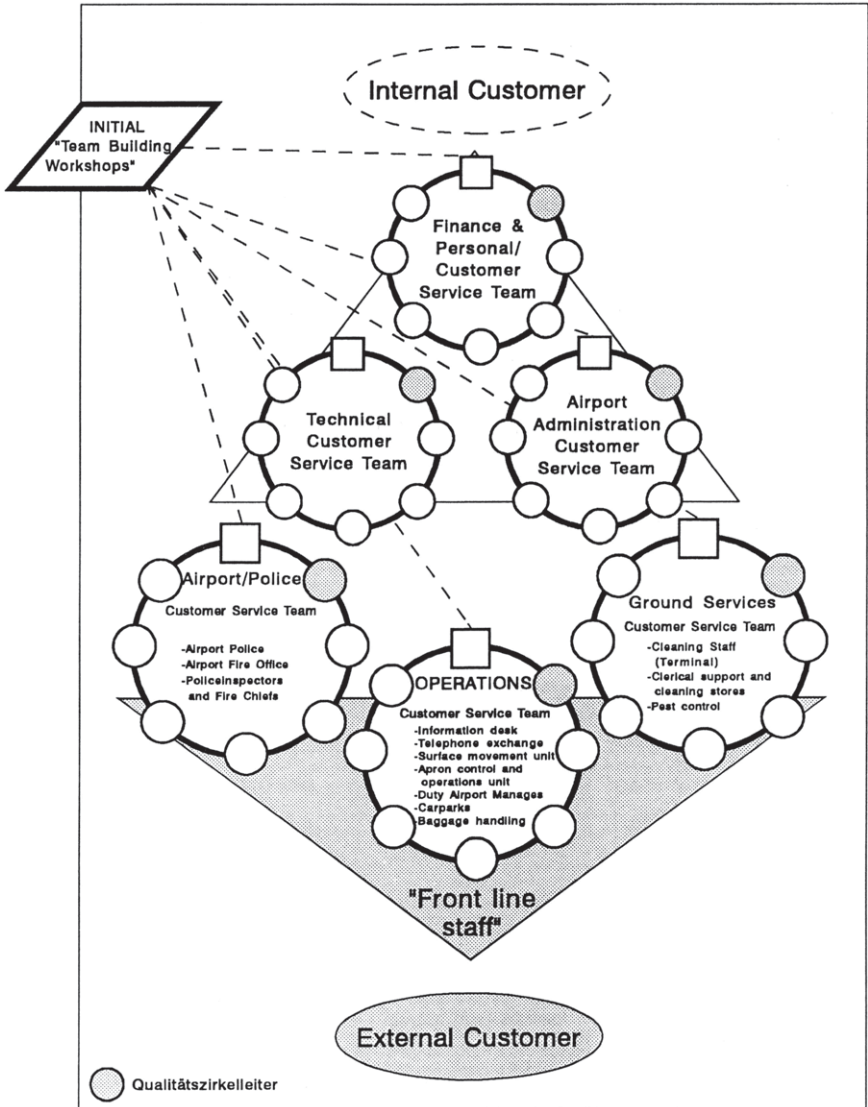 Internal Customer
INITIAL
"Team Building
Workshops"
Finance &
Personal/
Customer
Service Team
Technical
Customer
Service Team
Airport
Administration
Customer
Service Team
Airport/Police
Customer Service Team
-Airport Police
-Airport Fire Office
-Policeinspectors
and Fire Chiefs
OPERATIONS
Customer Service Team
-Information desk
-Telephone exchange
-Surface movement unit
-Apron control and
operations unit
-Duty Airport Manages
-Carparks
-Baggage handling
Ground Services
Customer Service Team
-Cleaning Staff
(Terminal)
-Clerical support and
cleaning stores
-Pest control
"Front line
staff"
External Customer
Qualitätszirkelleiter